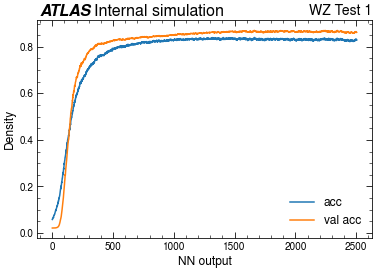 ATLAS Internal simulation
WZ Test 1
Density
0.8
0.6
0.4
0.2
0.0
acc
val acc
0
500
1000
1500
2000
2500
NN output